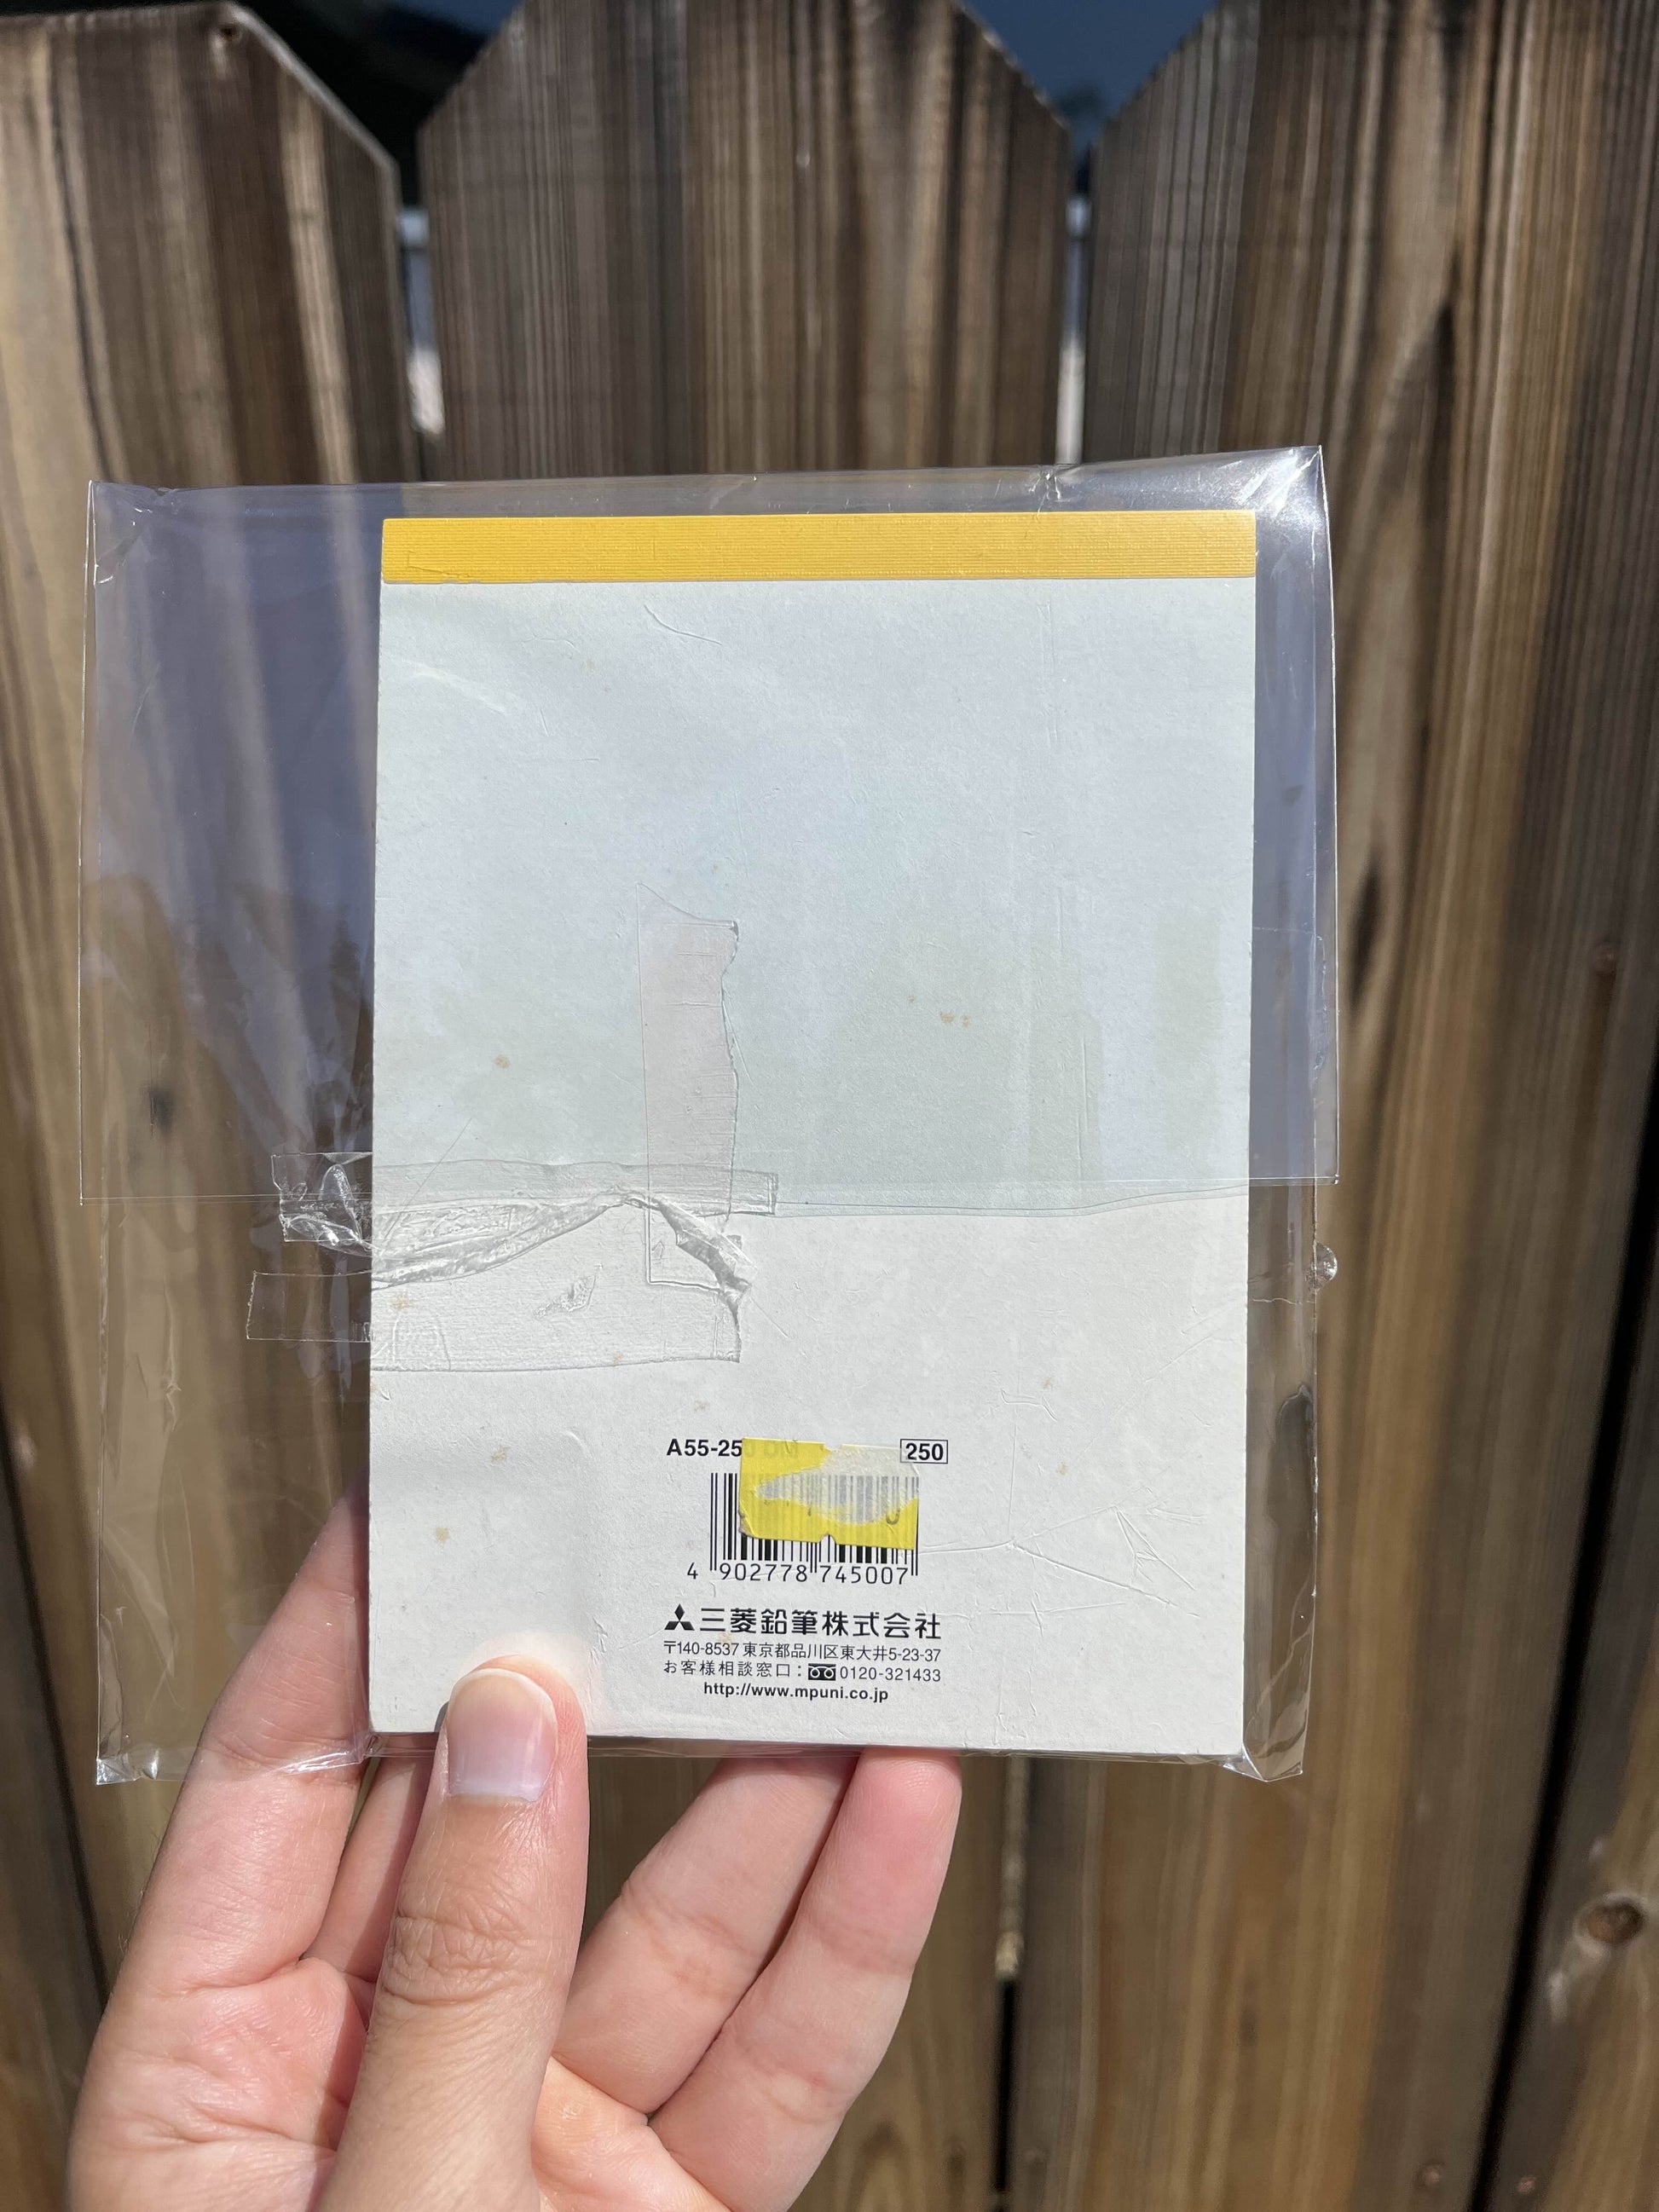 A55-25 250
4 902778 745007
三菱鉛筆株式会社
〒140-8537 東京都品川区東大井5-23-37
お客様相談窓口：0120-321433
http://www.mpuni.co.jp